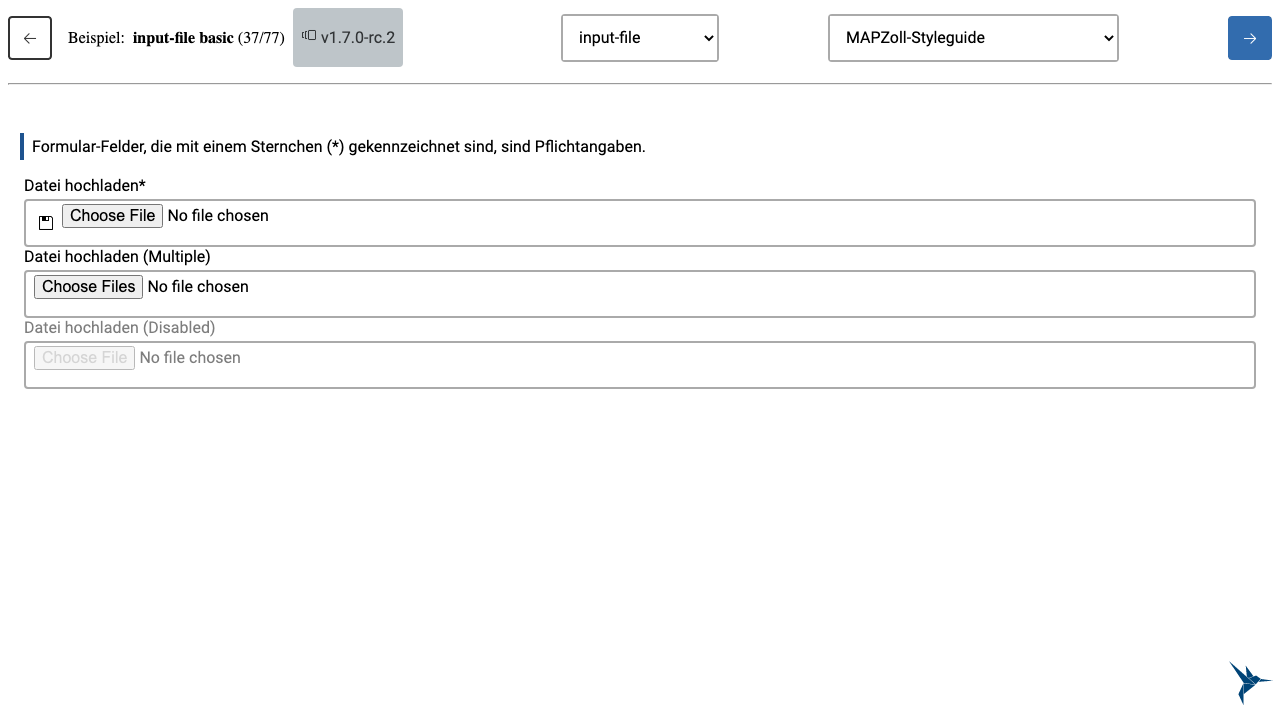 ← Beispiel: input-file basic (37/77) v1.7.0-rc.2 input-file MAPZoll-Styleguide →
Formular-Felder, die mit einem Sternchen (*) gekennzeichnet sind, sind Pflichtangaben.
Datei hochladen*
Choose File No file chosen
Datei hochladen (Multiple)
Choose Files No file chosen
Datei hochladen (Disabled)
Choose File No file chosen